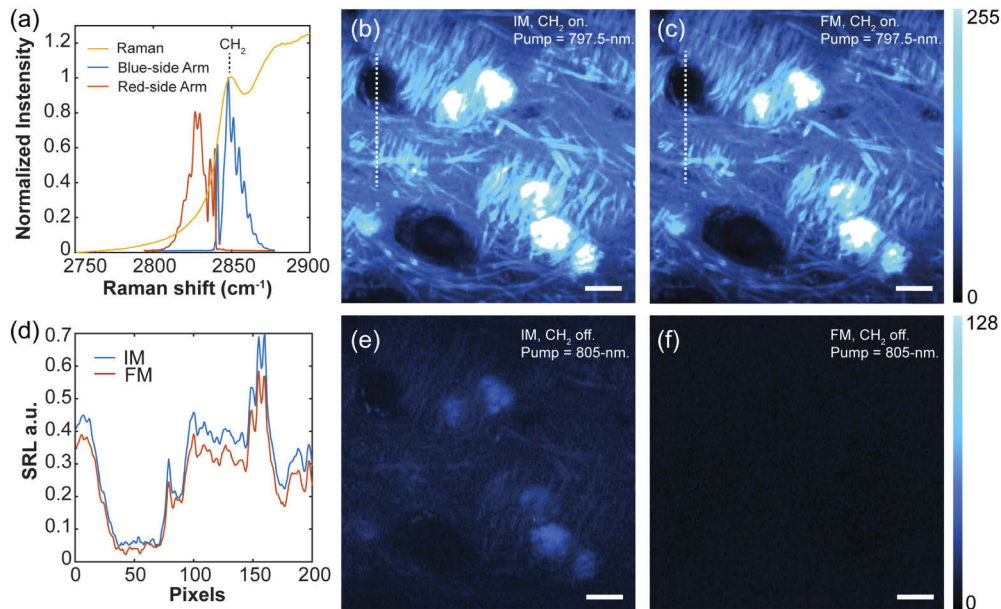 (a)
1.2
1
0.8
0.6
0.4
0.2
0
Normalized Instensity
Raman
Blue-side Arm
Red-side Arm
CH2
2750
2800
2850
2900
Raman shift (cm-1)
(b)
IM, CH2 on.
Pump = 797.5-nm.
(c)
FM, CH2 on.
Pump = 797.5-nm.
255
0
(d)
0.7
0.6
0.5
0.4
0.3
0.2
0.1
0
SRL a.u.
IM
FM
0
50
100
150
200
Pixels
(e)
IM, CH2 off.
Pump = 805-nm.
(f)
FM, CH2 off.
Pump = 805-nm.
128
0